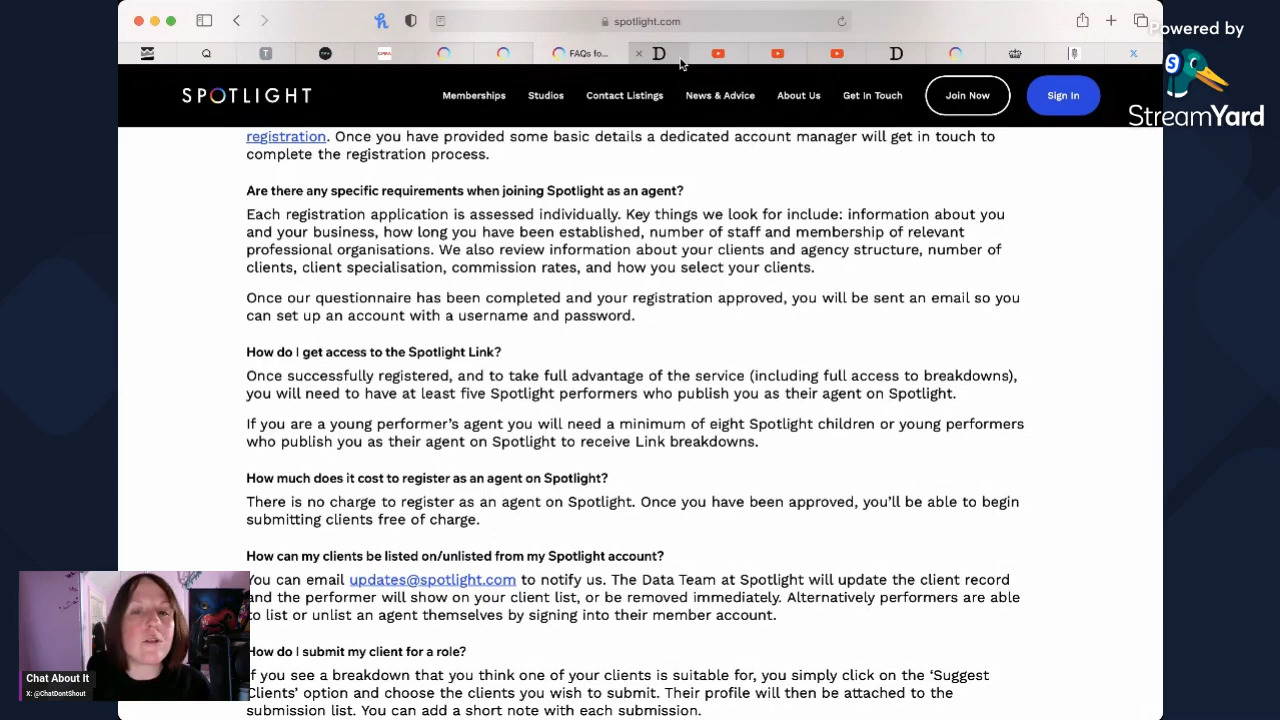 spotlight.com
FAQs fo...
Powered by
StreamYard
SPOTLIGHT
Memberships
Studios
Contact Listings
News & Advice
About Us
Get In Touch
Join Now
Sign In
registration. Once you have provided some basic details a dedicated account manager will get in touch to
complete the registration process.
Are there any specific requirements when joining Spotlight as an agent?
Each registration application is assessed individually. Key things we look for include: information about you
and your business, how long you have been established, number of staff and membership of relevant
professional organisations. We also review information about your clients and agency structure, number of
clients, client specialisation, commission rates, and how you select your clients.
Once our questionnaire has been completed and your registration approved, you will be sent an email so you
can set up an account with a username and password.
How do I get access to the Spotlight Link?
Once successfully registered, and to take full advantage of the service (including full access to breakdowns),
you will need to have at least five Spotlight performers who publish you as their agent on Spotlight.
If you are a young performer's agent you will need a minimum of eight Spotlight children or young performers
who publish you as their agent on Spotlight to receive Link breakdowns.
How much does it cost to register as an agent on Spotlight?
There is no charge to register as an agent on Spotlight. Once you have been approved, you'll be able to begin
submitting clients free of charge.
How can my clients be listed on/unlisted from my Spotlight account?
You can email updates@spotlight.com to notify us. The Data Team at Spotlight will update the client record
and the performer will show on your client list, or be removed immediately. Alternatively performers are able
to list or unlist an agent themselves by signing into their member account.
How do I submit my client for a role?
If you see a breakdown that you think one of your clients is suitable for, you simply click on the 'Suggest
Clients' option and choose the clients you wish to submit. Their profile will then be attached to the
submission list. You can add a short note with each submission.
Chat About It
X: @ChatDontShout